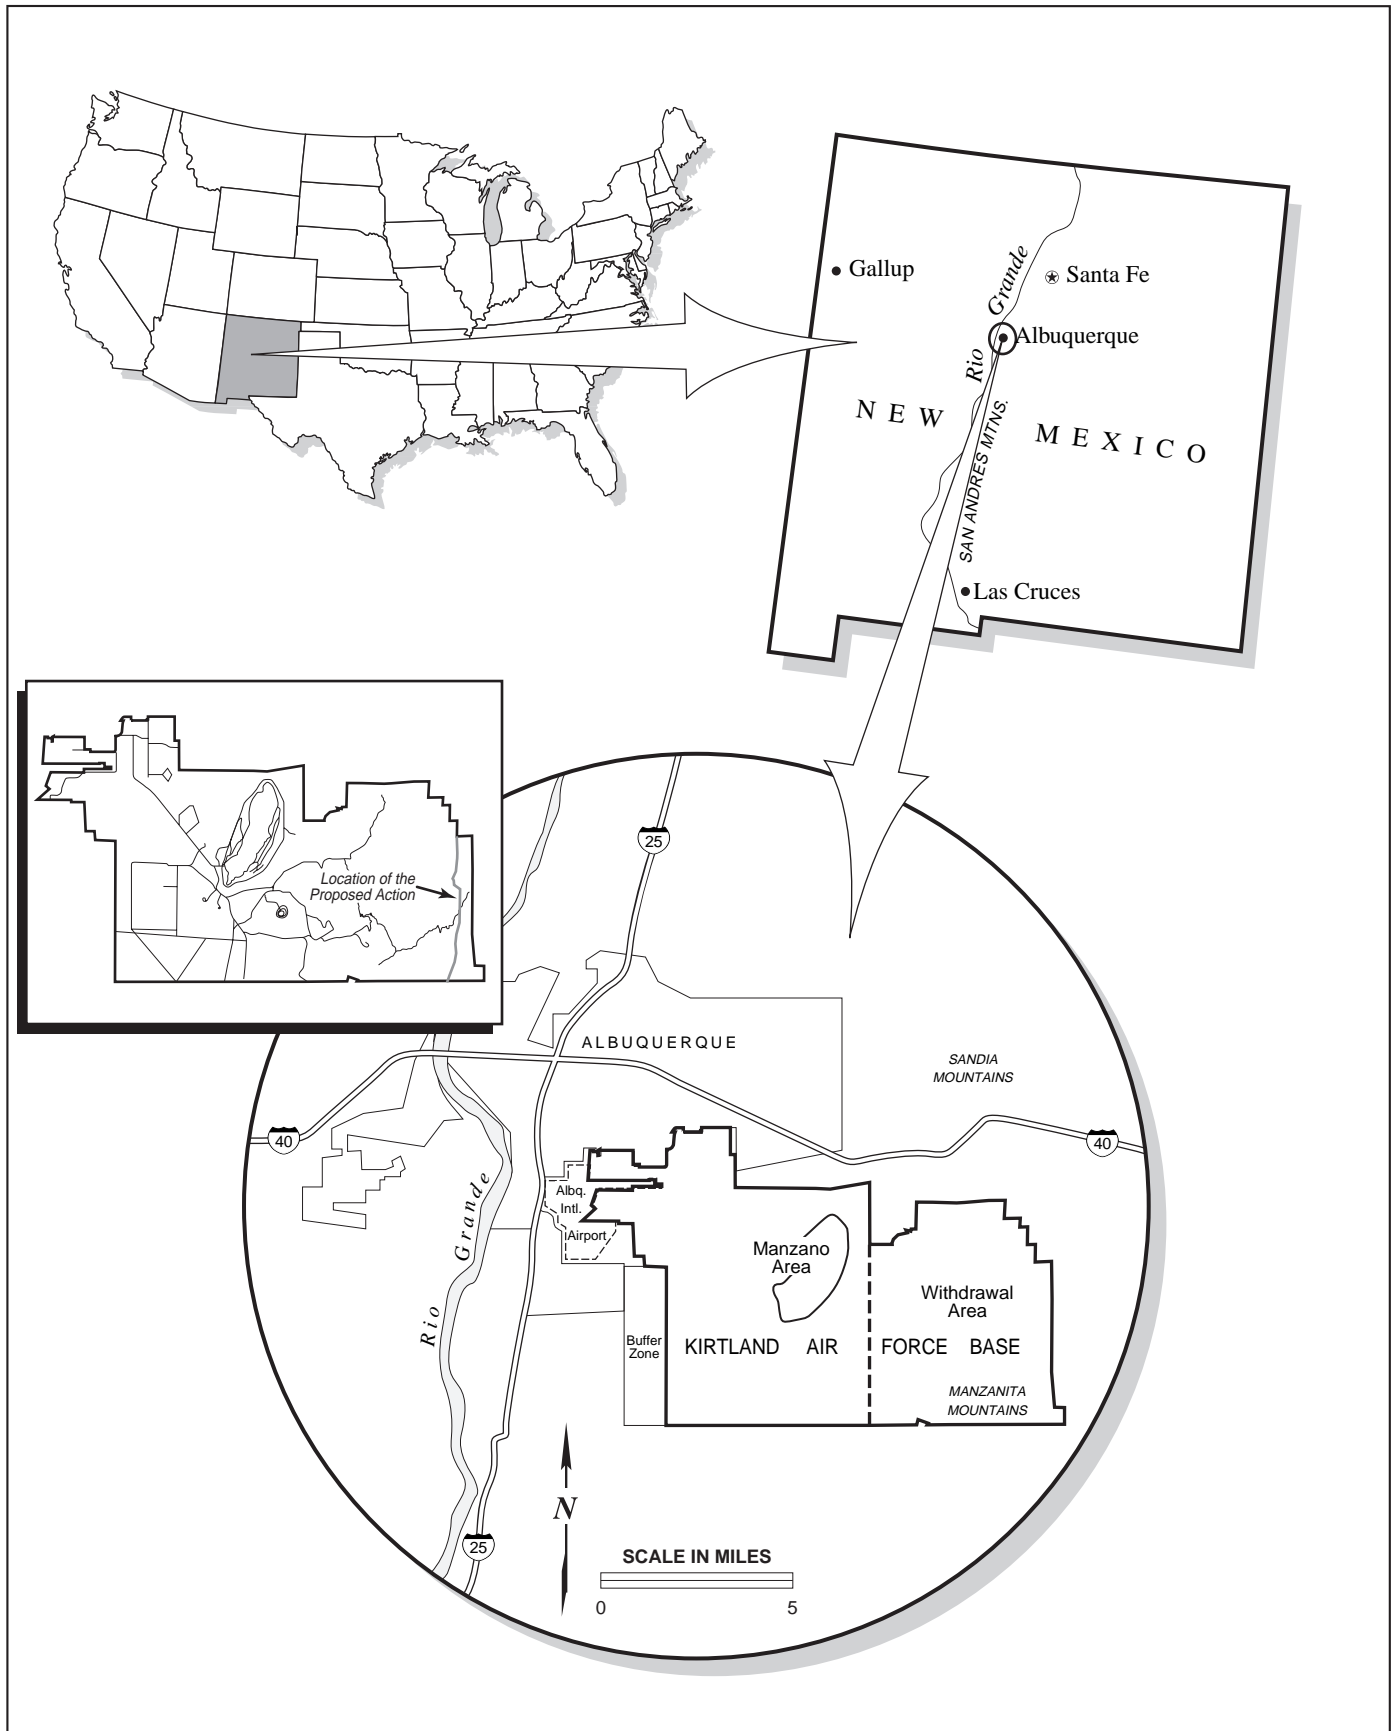 Gallup
Rio Grande
Santa Fe
Albuquerque
NEW MEXICO
SAN ANDRES MTNS.
Las Cruces
Location of the
Proposed Action
25
ALBUQUERQUE
SANDIA
MOUNTAINS
40
40
Albq.
Intl.
Airport
Rio Grande
Manzano
Area
Withdrawal
Area
Buffer
Zone
KIRTLAND AIR FORCE BASE
MANZANITA
MOUNTAINS
N
25
SCALE IN MILES
0 5